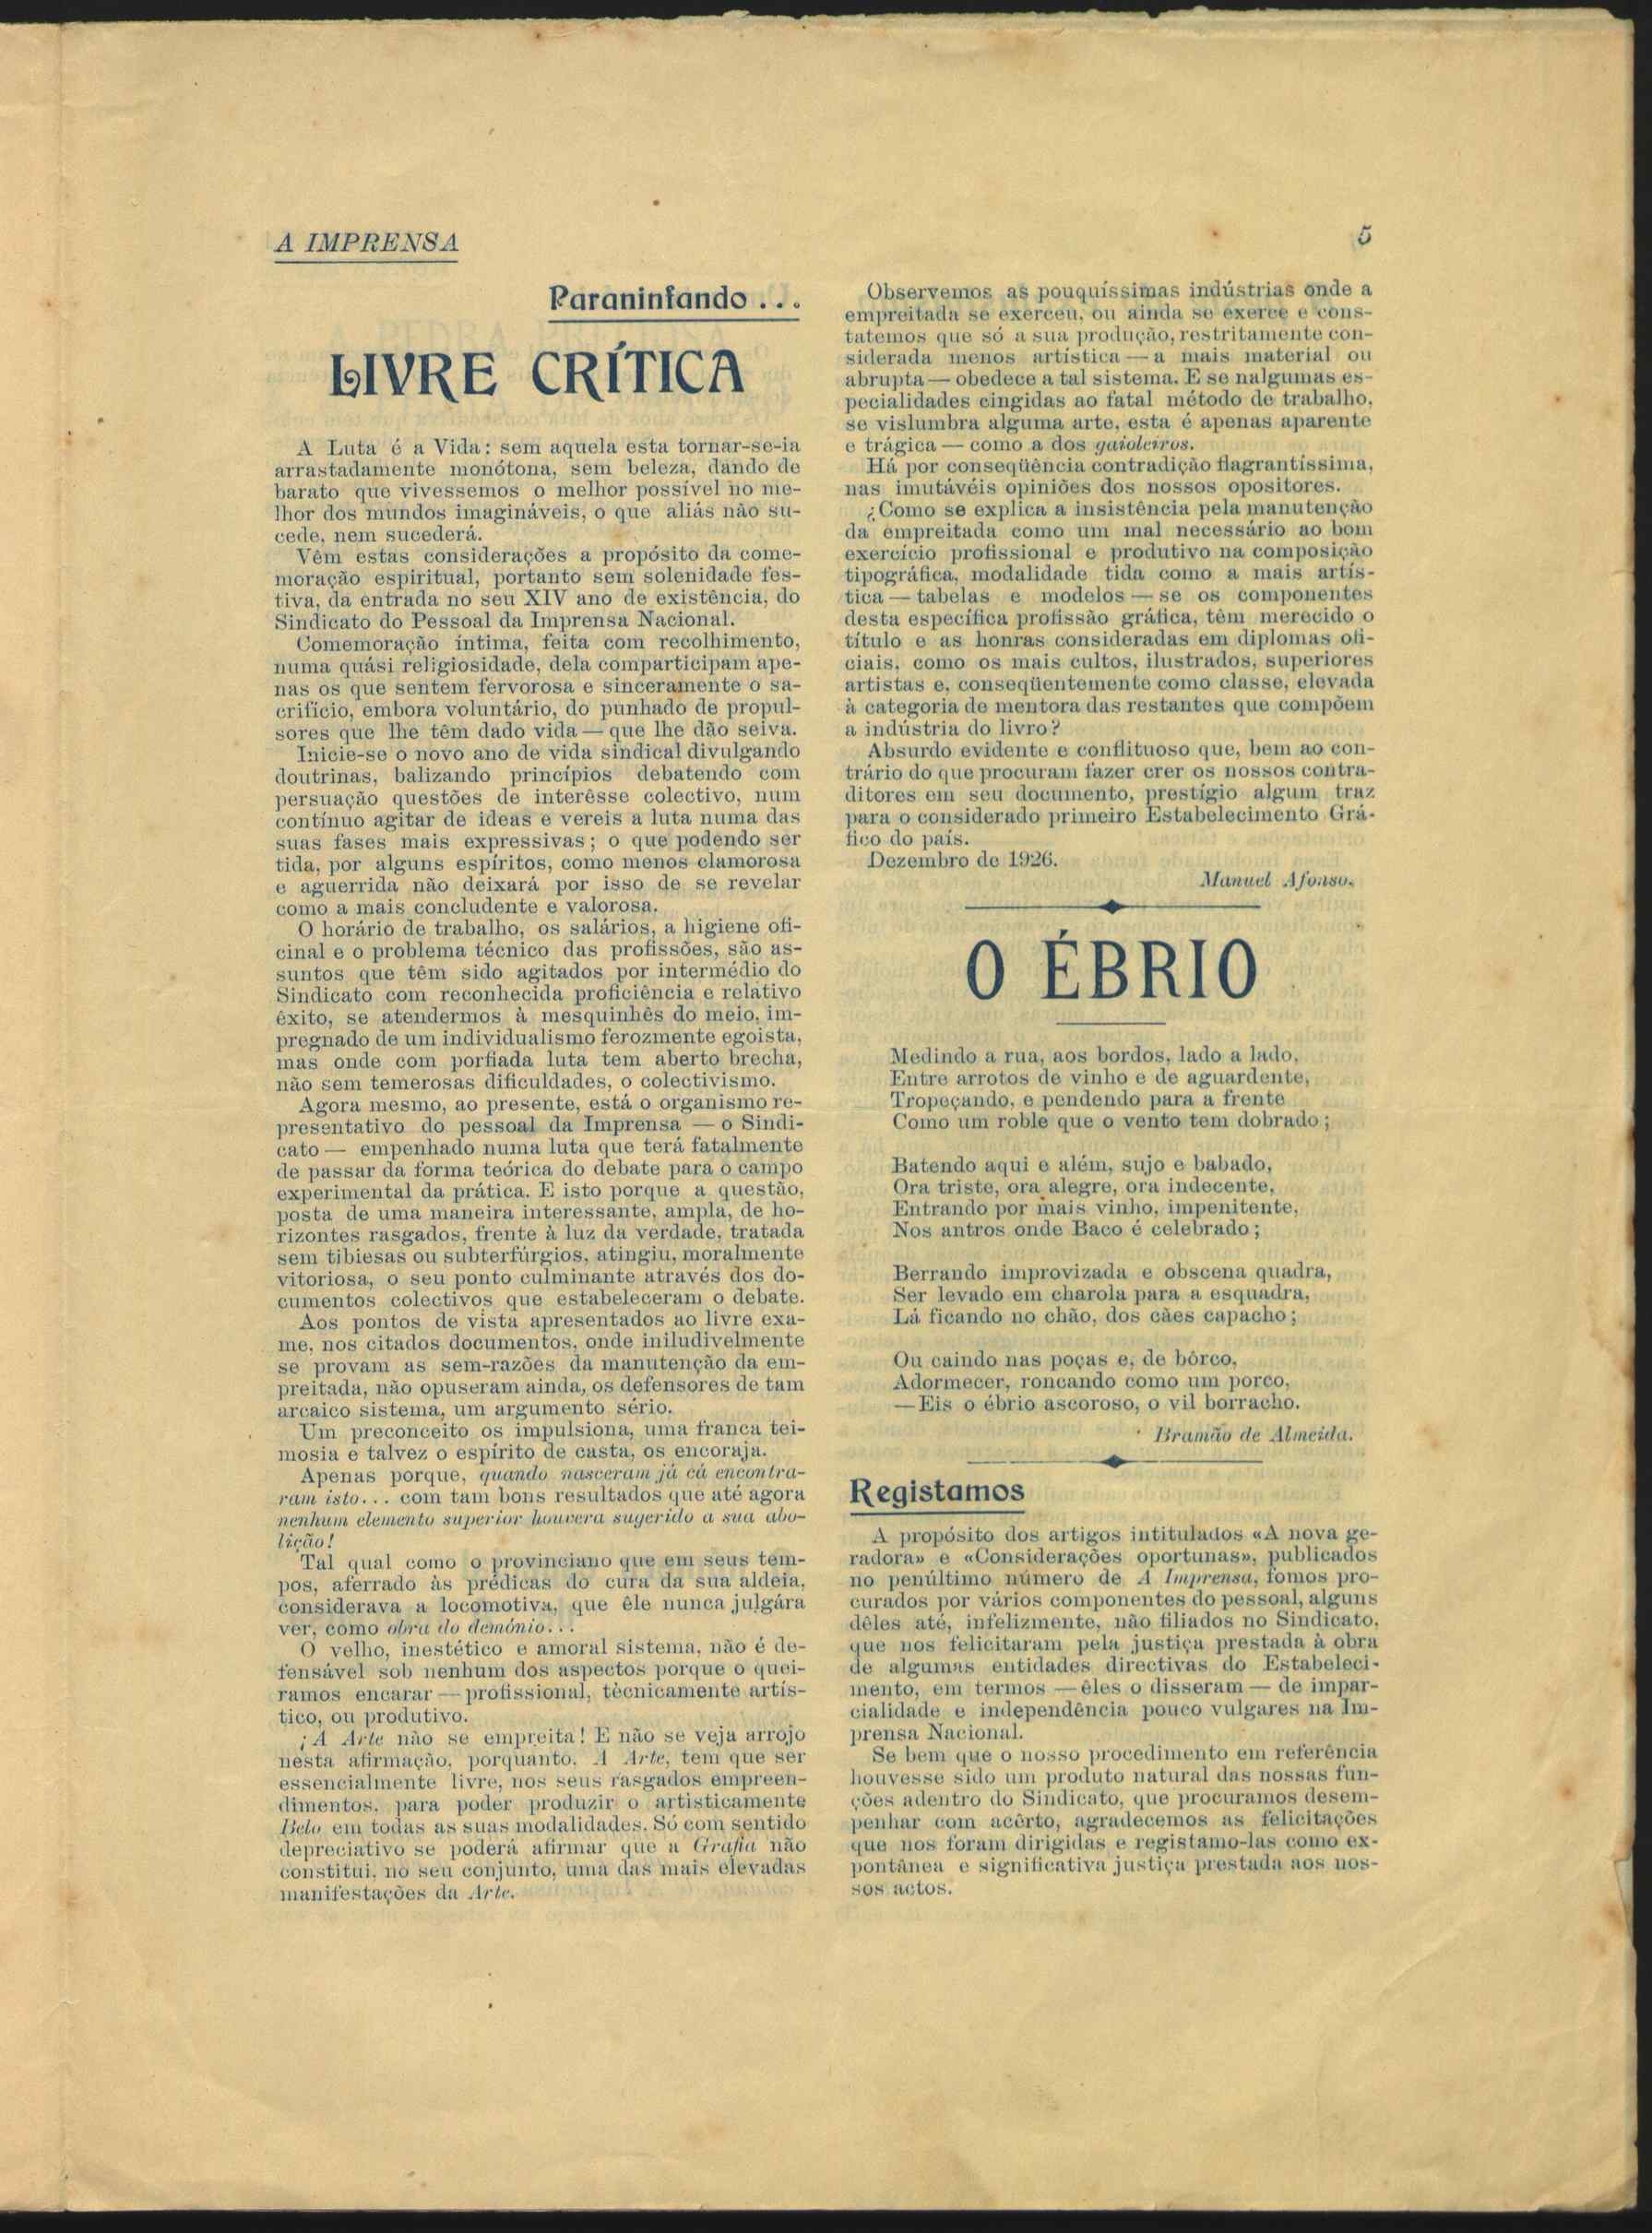 A IMPRENSA
5
Paraninfando . . .
LIVRE CRÍTICA
A Luta é a Vida: sem aquela esta tornar-se-ia
arrastadamente monótona, sem beleza, dando de
barato que vivessemos o melhor possível no me-
lhor dos mundos imagináveis, o que aliás não su-
cede, nem sucederá.
Vêm estas considerações a propósito da come-
moração espiritual, portanto sem solenidade fes-
tiva, da entrada no seu XIV ano de existência, do
Sindicato do Pessoal da Imprensa Nacional.
Comemoração íntima, feita com recolhimento,
numa quási religiosidade, dela comparticipam ape-
nas os que sentem fervorosa e sinceramente o sa-
crifício, embora voluntário, do punhado de propul-
sores que lhe têm dado vida — que lhe dão seiva.
Inicie-se o novo ano de vida sindical divulgando
doutrinas, balizando princípios debatendo com
persuação questões de interêsse colectivo, num
contínuo agitar de ideas e vereis a luta numa das
suas fases mais expressivas; o que podendo ser
tida, por alguns espíritos, como menos clamorosa
e aguerrida não deixará por isso de se revelar
como a mais concludente e valorosa.
O horário de trabalho, os salários, a higiene ofi-
cinal e o problema técnico das profissões, são as-
suntos que têm sido agitados por intermédio do
Sindicato com reconhecida proficiência e relativo
êxito, se atendermos à mesquinhês do meio, im-
pregnado de um individualismo ferozmente egoista,
mas onde com porfiada luta tem aberto brecha,
não sem temerosas dificuldades, o colectivismo.
Agora mesmo, ao presente, está o organismo re-
presentativo do pessoal da Imprensa — o Sindi-
cato — empenhado numa luta que terá fatalmente
de passar da forma teórica do debate para o campo
experimental da prática. E isto porque a questão,
posta de uma maneira interessante, ampla, de ho-
rizontes rasgados, frente à luz da verdade, tratada
sem tibiesas ou subterfúrgios, atingiu, moralmente
vitoriosa, o seu ponto culminante através dos do-
cumentos colectivos que estabeleceram o debate.
Aos pontos de vista apresentados ao livre exa-
me, nos citados documentos, onde iniludivelmente
se provam as sem-razões da manutenção da em-
preitada, não opuseram ainda, os defensores de tam
arcaico sistema, um argumento sério.
Um preconceito os impulsiona, uma franca tei-
mosia e talvez o espírito de casta, os encoraja.
Apenas porque, quando nasceram já cá encontra-
ram isto... com tam bons resultados que até agora
nenhum elemento superior houvera sugerido a sua abo-
lição!
Tal qual como o provinciano que em seus tem-
pos, aferrado às prédicas do cura da sua aldeia,
considerava a locomotiva, que êle nunca julgára
ver, como obra do demónio...
O velho, inestético e amoral sistema, não é de-
fensável sob nenhum dos aspectos porque o quei-
ramos encarar — profissional, tècnicamente artís-
tico, ou produtivo.
¡A Arte não se empreita! E não se veja arrojo
nesta afirmação, porquanto. A Arte, tem que ser
essencialmente livre, nos seus rasgados empreen-
dimentos, para poder produzir o artisticamente
Belo em todas as suas modalidades. Só com sentido
depreciativo se poderá afirmar que a Grafia não
constitui, no seu conjunto, uma das mais elevadas
manifestações da Arte.
Observemos as pouquíssimas indústrias onde a
empreitada se exerceu, ou ainda se exerce e cons-
tatemos que só a sua produção, restritamente con-
siderada menos artística — a mais material ou
abrupta — obedece a tal sistema. E se nalgumas es-
pecialidades cingidas ao fatal método de trabalho,
se vislumbra alguma arte, esta é apenas aparente
e trágica — como a dos gaioleiros.
Há por conseqüência contradição flagrantíssima,
nas imutávéis opiniões dos nossos opositores.
¿Como se explica a insistência pela manutenção
da empreitada como um mal necessário ao bom
exercício profissional e produtivo na composição
tipográfica, modalidade tida como a mais artís-
tica — tabelas e modelos — se os componentes
desta específica profissão gráfica, têm merecido o
título e as honras consideradas em diplomas ofi-
ciais, como os mais cultos, ilustrados, superiores
artistas e, conseqüentemente como classe, elevada
à categoria de mentora das restantes que compõem
a indústria do livro?
Absurdo evidente e conflituoso que, bem ao con-
trário do que procuram fazer crer os nossos contra-
ditores em seu documento, prestígio algum traz
para o considerado primeiro Estabelecimento Grá-
fico do país.
Dezembro de 1926.
Manuel Afonso.
O ÉBRIO
Medindo a rua, aos bordos, lado a lado,
Entre arrotos de vinho e de aguardente,
Tropeçando, e pendendo para a frente
Como um roble que o vento tem dobrado;
Batendo aqui e além, sujo e babado,
Ora triste, ora alegre, ora indecente,
Entrando por mais vinho, impenitente,
Nos antros onde Baco é celebrado;
Berrando improvizada e obscena quadra,
Ser levado em charola para a esquadra,
Lá ficando no chão, dos cães capacho;
Ou caindo nas poças e, de bôrco,
Adormecer, roncando como um porco,
— Eis o ébrio ascoroso, o vil borracho.
Bramão de Almeida.
Registamos
A propósito dos artigos intitulados «A nova ge-
radora» e «Considerações oportunas», publicados
no penúltimo número de A Imprensa, fomos pro-
curados por vários componentes do pessoal, alguns
dêles até, infelizmente, não filiados no Sindicato,
que nos felicitaram pela justiça prestada à obra
de algumas entidades directivas do Estabeleci-
mento, em termos — êles o disseram — de impar-
cialidade e independência pouco vulgares na Im-
prensa Nacional.
Se bem que o nosso procedimento em referência
houvesse sido um produto natural das nossas fun-
ções adentro do Sindicato, que procuramos desem-
penhar com acêrto, agradecemos as felicitações
que nos foram dirigidas e registamo-las como ex-
pontânea e significativa justiça prestada aos nos-
sos actos.